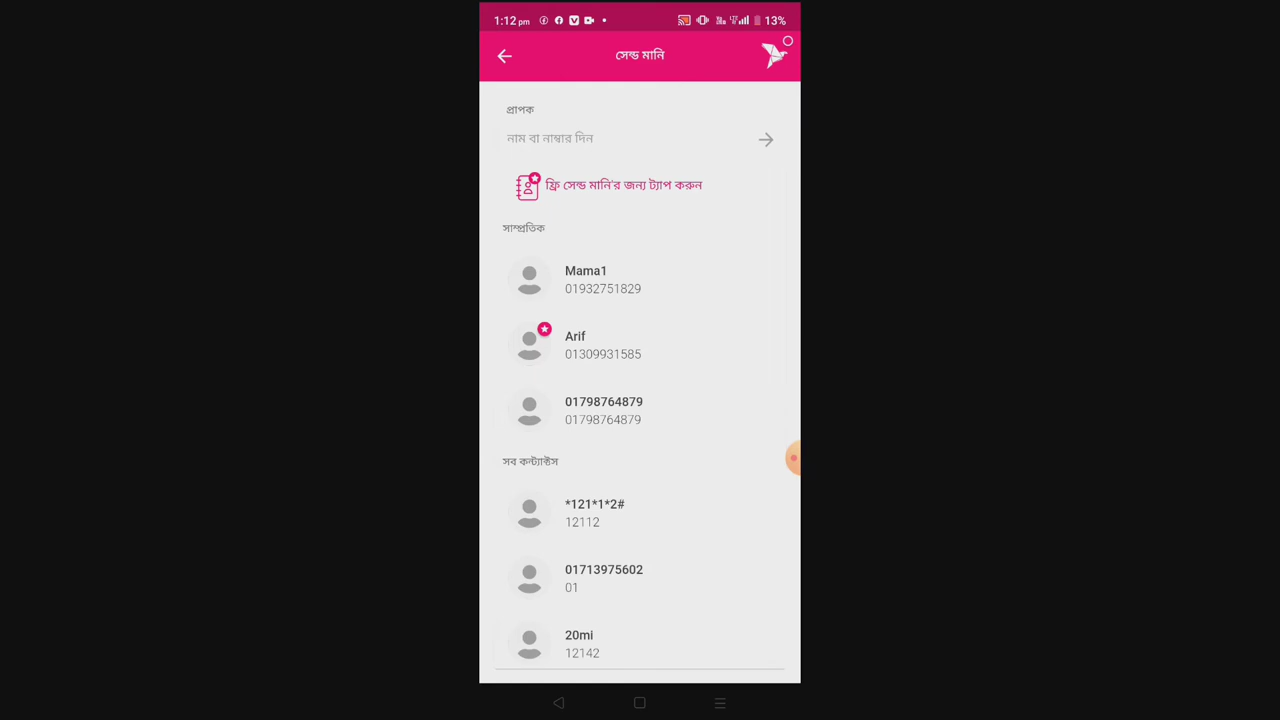 1:12 pm
13%
সেন্ড মানি
প্রাপক
নাম বা নাম্বার দিন
ফ্রি সেন্ড মানি'র জন্য ট্যাপ করুন
সাম্প্রতিক
Mama1
01932751829
Arif
01309931585
01798764879
01798764879
সব কন্ট্যাক্টস
*121*1*2#
12112
01713975602
01
20mi
12142